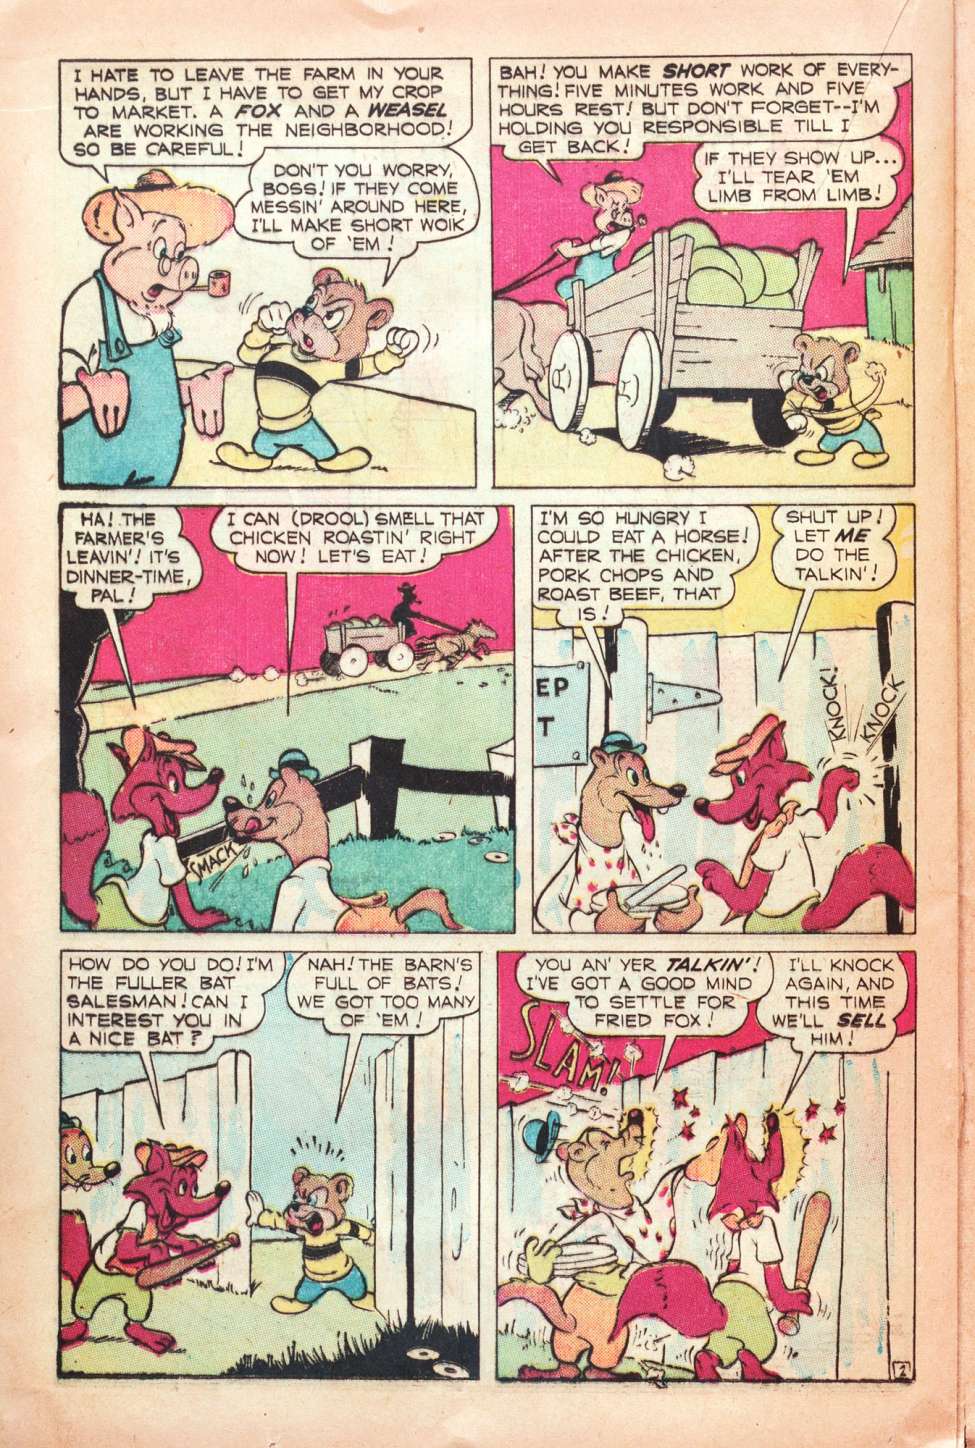 I HATE TO LEAVE THE FARM IN YOUR
HANDS, BUT I HAVE TO GET MY CROP
TO MARKET. A FOX AND A WEASEL
ARE WORKING THE NEIGHBORHOOD!
SO BE CAREFUL!
DON'T YOU WORRY,
BOSS! IF THEY COME
MESSIN' AROUND HERE,
I'LL MAKE SHORT WOIK
OF 'EM!
BAH! YOU MAKE SHORT WORK OF EVERY-
THING! FIVE MINUTES WORK AND FIVE
HOURS REST! BUT DON'T FORGET--I'M
HOLDING YOU RESPONSIBLE TILL I
GET BACK!
IF THEY SHOW UP...
I'LL TEAR 'EM
LIMB FROM LIMB!
HA! THE
FARMER'S
LEAVIN'! IT'S
DINNER-TIME,
PAL!
I CAN (DROOL) SMELL THAT
CHICKEN ROASTIN' RIGHT
NOW! LET'S EAT!
SMACK
I'M SO HUNGRY I
COULD EAT A HORSE!
AFTER THE CHICKEN,
PORK CHOPS AND
ROAST BEEF, THAT
IS!
SHUT UP!
LET ME
DO THE
TALKIN'!
KNOCK!
KNOCK
EP
T
HOW DO YOU DO! I'M
THE FULLER BAT
SALESMAN! CAN I
INTEREST YOU IN
A NICE BAT?
NAH! THE BARN'S
FULL OF BATS!
WE GOT TOO MANY
OF 'EM!
YOU AN' YER TALKIN'!
I'VE GOT A GOOD MIND
TO SETTLE FOR
FRIED FOX!
I'LL KNOCK
AGAIN, AND
THIS TIME
WE'LL SELL
HIM!
SLAM!
2